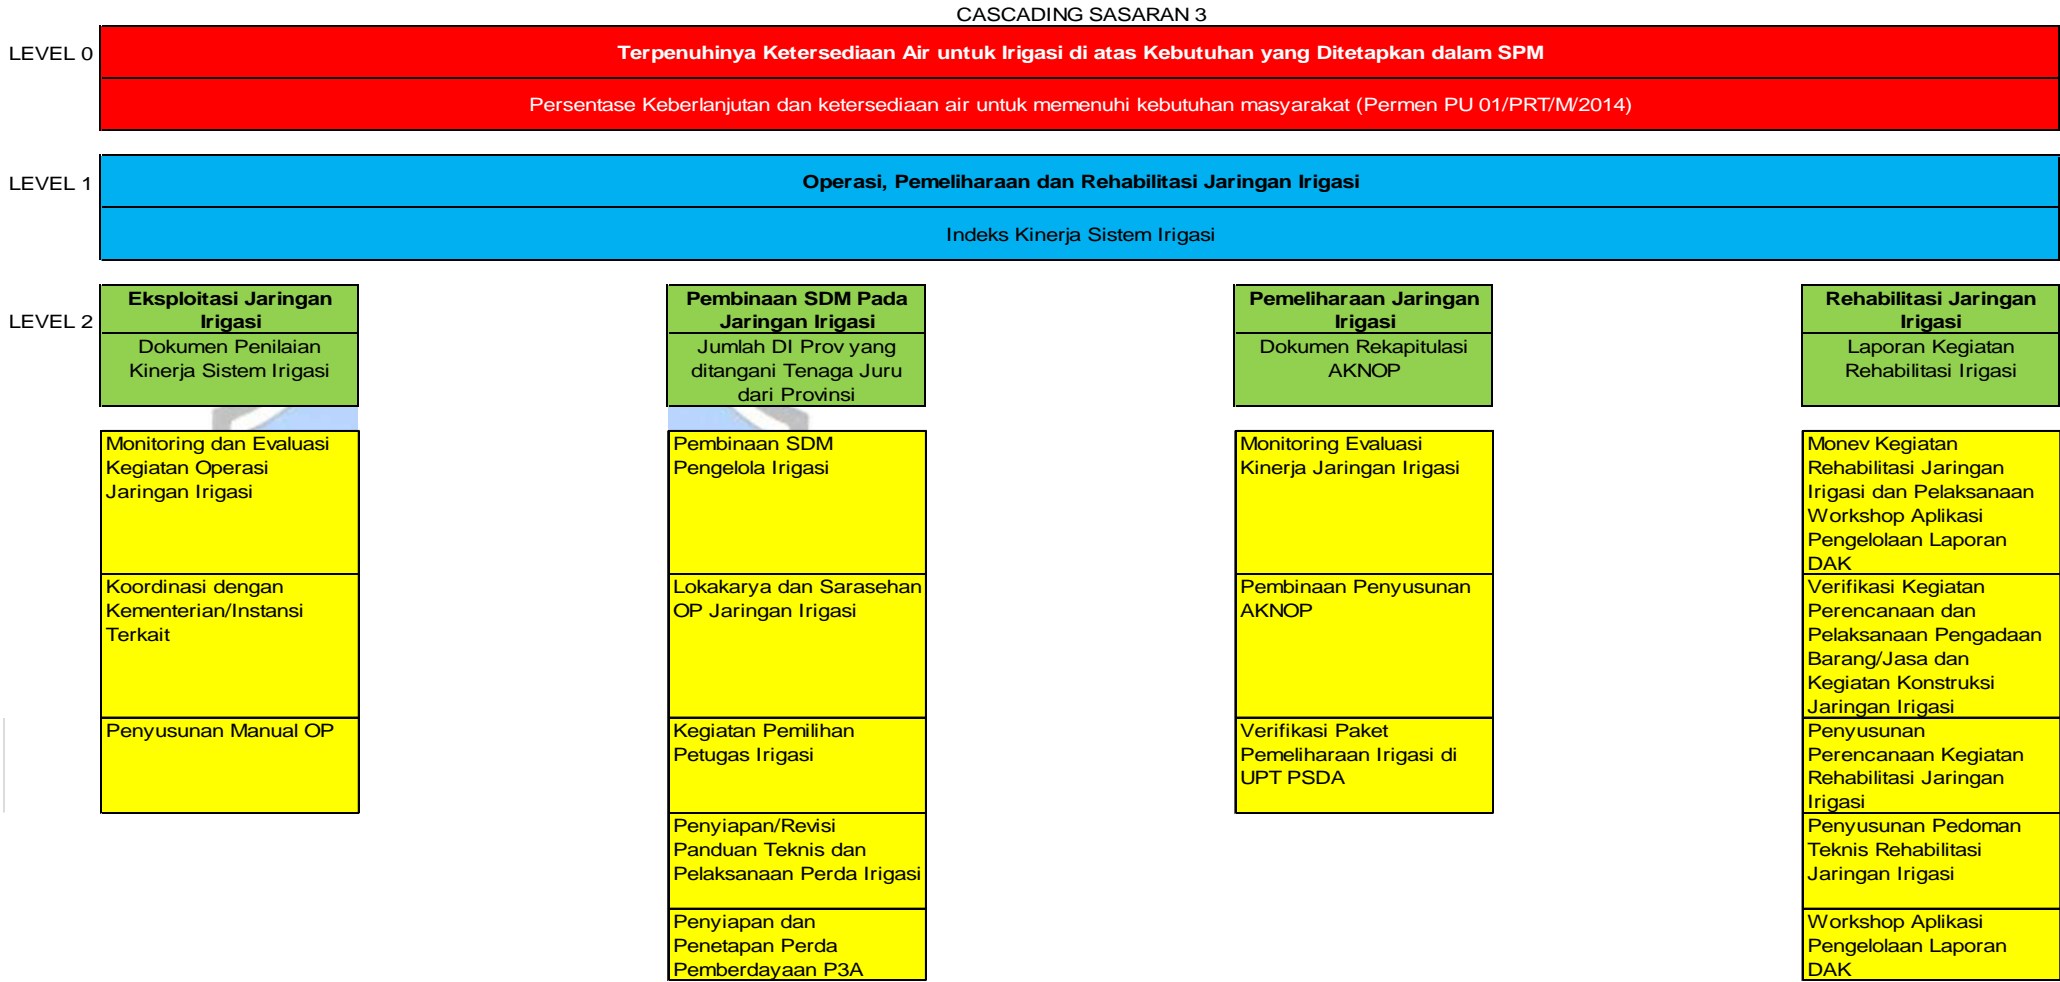 CASCADING SASARAN 3
LEVEL 0
Terpenuhinya Ketersediaan Air untuk Irigasi di atas Kebutuhan yang Ditetapkan dalam SPM
Persentase Keberlanjutan dan ketersediaan air untuk memenuhi kebutuhan masyarakat (Permen PU 01/PRT/M/2014)
LEVEL 1
Operasi, Pemeliharaan dan Rehabilitasi Jaringan Irigasi
Indeks Kinerja Sistem Irigasi
LEVEL 2
Eksploitasi Jaringan
Irigasi
Dokumen Penilaian
Kinerja Sistem Irigasi
Monitoring dan Evaluasi
Kegiatan Operasi
Jaringan Irigasi
Koordinasi dengan
Kementerian/Instansi
Terkait
Penyusunan Manual OP
Pembinaan SDM Pada
Jaringan Irigasi
Jumlah DI Prov yang
ditangani Tenaga Juru
dari Provinsi
Pembinaan SDM
Pengelola Irigasi
Lokakarya dan Sarasehan
OP Jaringan Irigasi
Kegiatan Pemilihan
Petugas Irigasi
Penyiapan/Revisi
Panduan Teknis dan
Pelaksanaan Perda Irigasi
Penyiapan dan
Penetapan Perda
Pemberdayaan P3A
Pemeliharaan Jaringan
Irigasi
Dokumen Rekapitulasi
AKNOP
Monitoring Evaluasi
Kinerja Jaringan Irigasi
Pembinaan Penyusunan
AKNOP
Verifikasi Paket
Pemeliharaan Irigasi di
UPT PSDA
Rehabilitasi Jaringan
Irigasi
Laporan Kegiatan
Rehabilitasi Irigasi
Monev Kegiatan
Rehabilitasi Jaringan
Irigasi dan Pelaksanaan
Workshop Aplikasi
Pengelolaan Laporan
DAK
Verifikasi Kegiatan
Perencanaan dan
Pelaksanaan Pengadaan
Barang/Jasa dan
Kegiatan Konstruksi
Jaringan Irigasi
Penyusunan
Perencanaan Kegiatan
Rehabilitasi Jaringan
Irigasi
Penyusunan Pedoman
Teknis Rehabilitasi
Jaringan Irigasi
Workshop Aplikasi
Pengelolaan Laporan
DAK